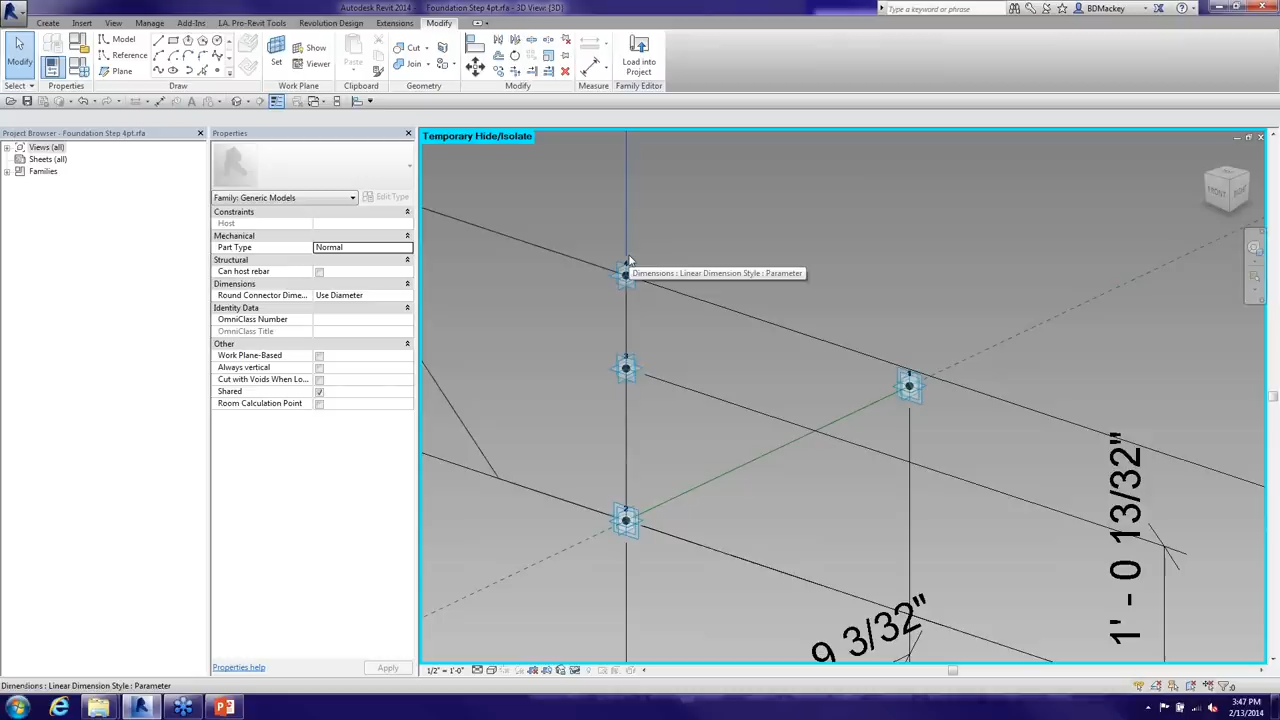 Autodesk Revit 2014 - Foundation Step 4pt.rfa - 3D View: {3D}
Type a keyword or phrase
BDMackey
Create Insert View Manage Add-Ins LA. Pro-Revit Tools Revolution Design Extensions Modify
Modify
Model
Reference
Plane
Set
Show
Viewer
Paste
Cut
Join
Load into
Project
Select Properties Draw Work Plane Clipboard Geometry Modify Measure Family Editor
Project Browser - Foundation Step 4pt.rfa
Views (all)
Sheets (all)
Families
Properties
Family: Generic Models
Edit Type
Constraints
Host
Mechanical
Part Type Normal
Structural
Can host rebar
Dimensions
Round Connector Dime... Use Diameter
Identity Data
OmniClass Number
OmniClass Title
Other
Work Plane-Based
Always vertical
Cut with Voids When Lo...
Shared
Room Calculation Point
Properties help
Apply
Temporary Hide/Isolate
4
Dimensions : Linear Dimension Style : Parameter
3
1
2
1' - 0 13/32"
9 3/32"
FRONT
1/2" = 1'-0"
Dimensions : Linear Dimension Style : Parameter
:0
3:47 PM
2/13/2014